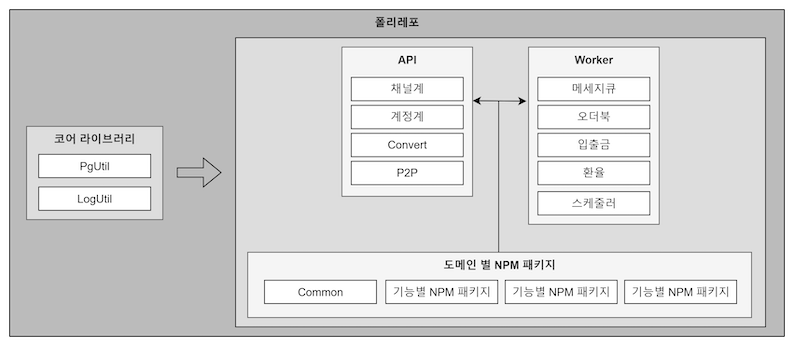 폴리레포
코어 라이브러리
PgUtil
LogUtil
API
채널계
계정계
Convert
P2P
Worker
메세지큐
오더북
입출금
환율
스케줄러
도메인 별 NPM 패키지
Common
기능별 NPM 패키지
기능별 NPM 패키지
기능별 NPM 패키지